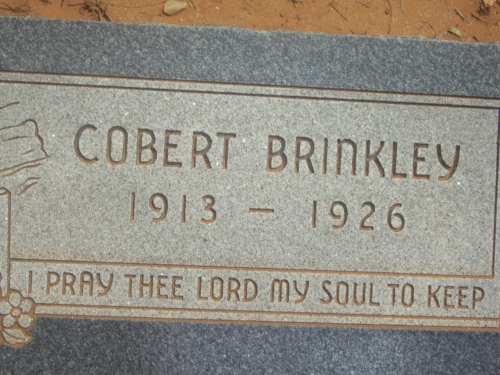 COBERT BRINKLEY
1913 — 1926
I PRAY THEE LORD MY SOUL TO KEEP